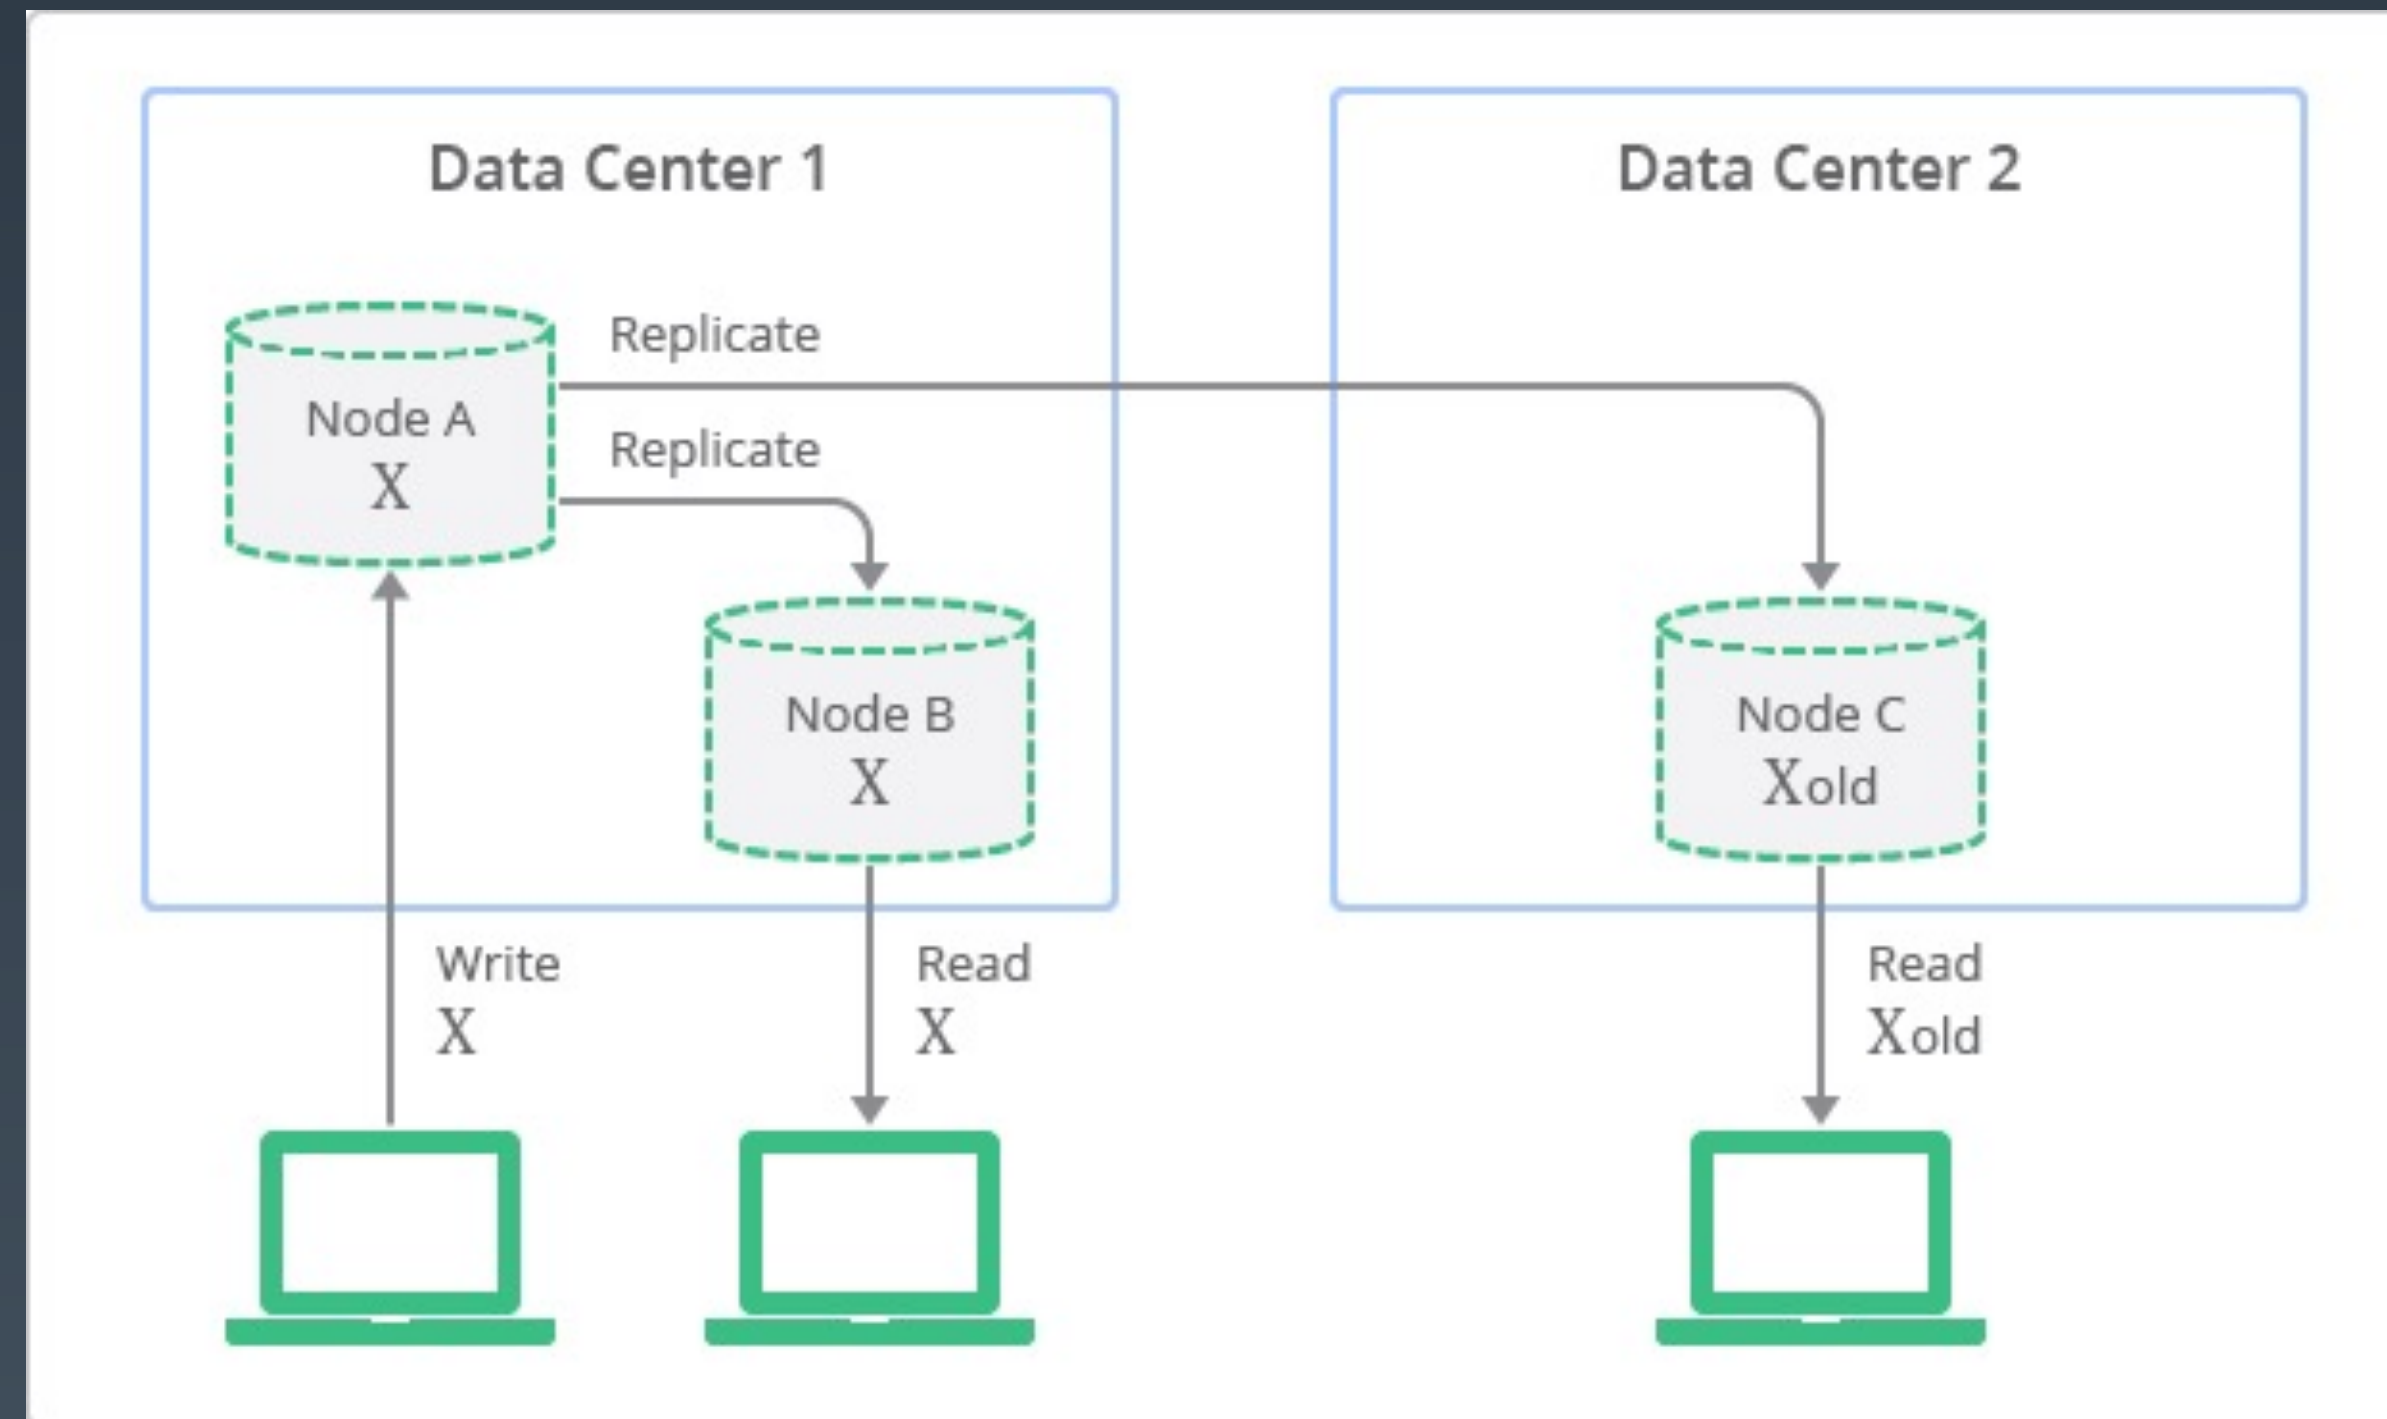 Data Center 1
Data Center 2
Replicate
Node A
X
Replicate
Node B
X
Node C
Xold
Write
X
Read
X
Read
Xold